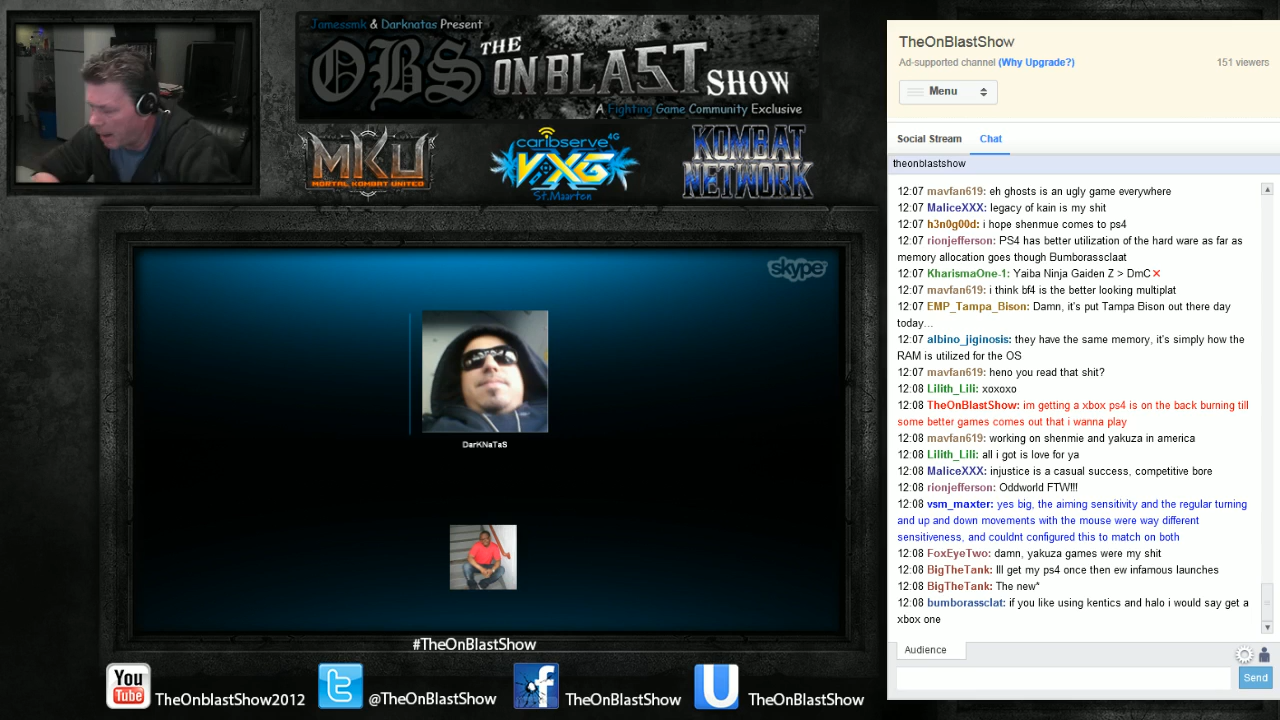 Jamessmk & Darknatas Present
OBS THE ON BLAST SHOW
A Fighting Game Community Exclusive
MKU
MORTAL KOMBAT UNITED
caribserve 4G
VXG
St.Maarten
KOMBAT
NETWORK
skype
DarKNaTaS
#TheOnBlastShow
You
Tube
TheOnblastShow2012
@TheOnBlastShow
TheOnBlastShow
U
TheOnBlastShow
TheOnBlastShow
Ad-supported channel (Why Upgrade?)
151 viewers
Menu
Social Stream
Chat
theonblastshow
12:07 mavfan619: eh ghosts is an ugly game everywhere
12:07 MaliceXXX: legacy of kain is my shit
12:07 h3n0g00d: i hope shenmue comes to ps4
12:07 rionjefferson: PS4 has better utilization of the hard ware as far as
memory allocation goes though Bumborassclaat
12:07 KharismaOne-1: Yaiba Ninja Gaiden Z > DmC
12:07 mavfan619: i think bf4 is the better looking multiplat
12:07 EMP_Tampa_Bison: Damn, it's put Tampa Bison out there day
today...
12:07 albino_jiginosis: they have the same memory, it's simply how the
RAM is utilized for the OS
12:07 mavfan619: heno you read that shit?
12:08 Lilith_Lili: xoxoxo
12:08 TheOnBlastShow: im getting a xbox ps4 is on the back burning till
some better games comes out that i wanna play
12:08 mavfan619: working on shenmie and yakuza in america
12:08 Lilith_Lili: all i got is love for ya
12:08 MaliceXXX: injustice is a casual success, competitive bore
12:08 rionjefferson: Oddworld FTW!!!
12:08 vsm_maxter: yes big, the aiming sensitivity and the regular turning
and up and down movements with the mouse were way different
sensitiveness, and couldnt configured this to match on both
12:08 FoxEyeTwo: damn, yakuza games were my shit
12:08 BigTheTank: Ill get my ps4 once then ew infamous launches
12:08 BigTheTank: The new*
12:08 bumborassclat: if you like using kentics and halo i would say get a
xbox one
Audience
Send